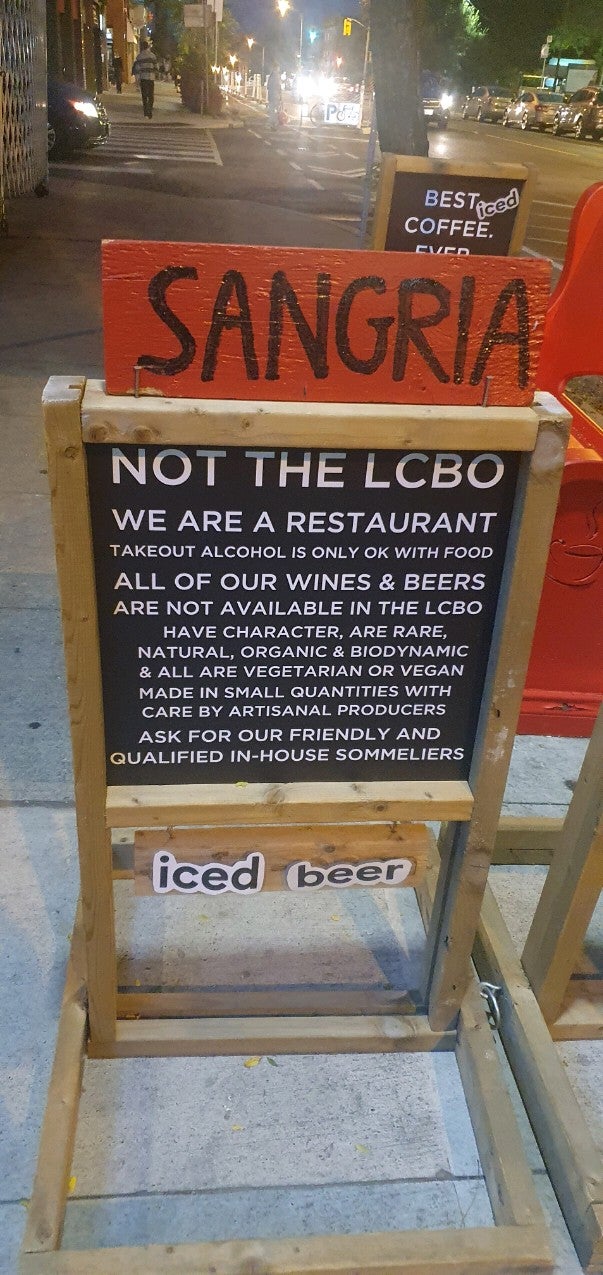 BEST iced
COFFEE.
EVER
SANGRIA
NOT THE LCBO
WE ARE A RESTAURANT
TAKEOUT ALCOHOL IS ONLY OK WITH FOOD
ALL OF OUR WINES & BEERS
ARE NOT AVAILABLE IN THE LCBO
HAVE CHARACTER, ARE RARE,
NATURAL, ORGANIC & BIODYNAMIC
& ALL ARE VEGETARIAN OR VEGAN
MADE IN SMALL QUANTITIES WITH
CARE BY ARTISANAL PRODUCERS
ASK FOR OUR FRIENDLY AND
QUALIFIED IN-HOUSE SOMMELIERS
iced beer